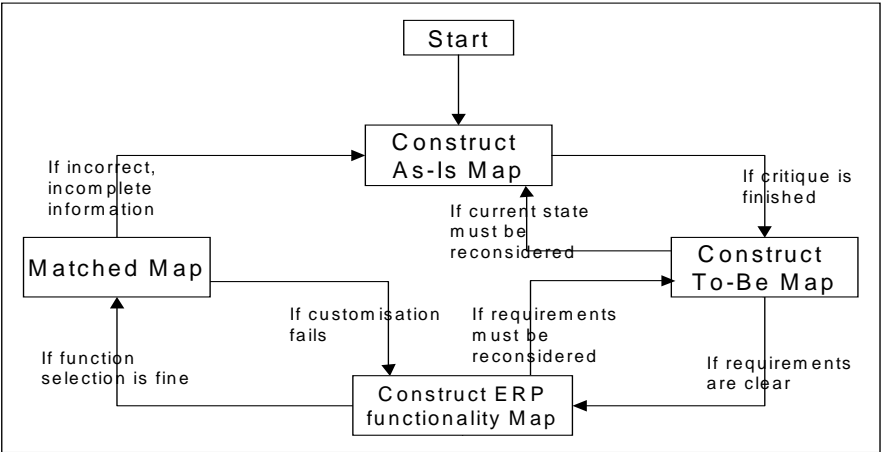 Start
Construct
As-Is Map
If incorrect,
incomplete
information
If critique is
finished
If current state
must be
reconsidered
Matched Map
Construct
To-Be Map
If customisation
fails
If requirements
must be
reconsidered
If function
selection is fine
If requirements
are clear
Construct ERP
functionality Map